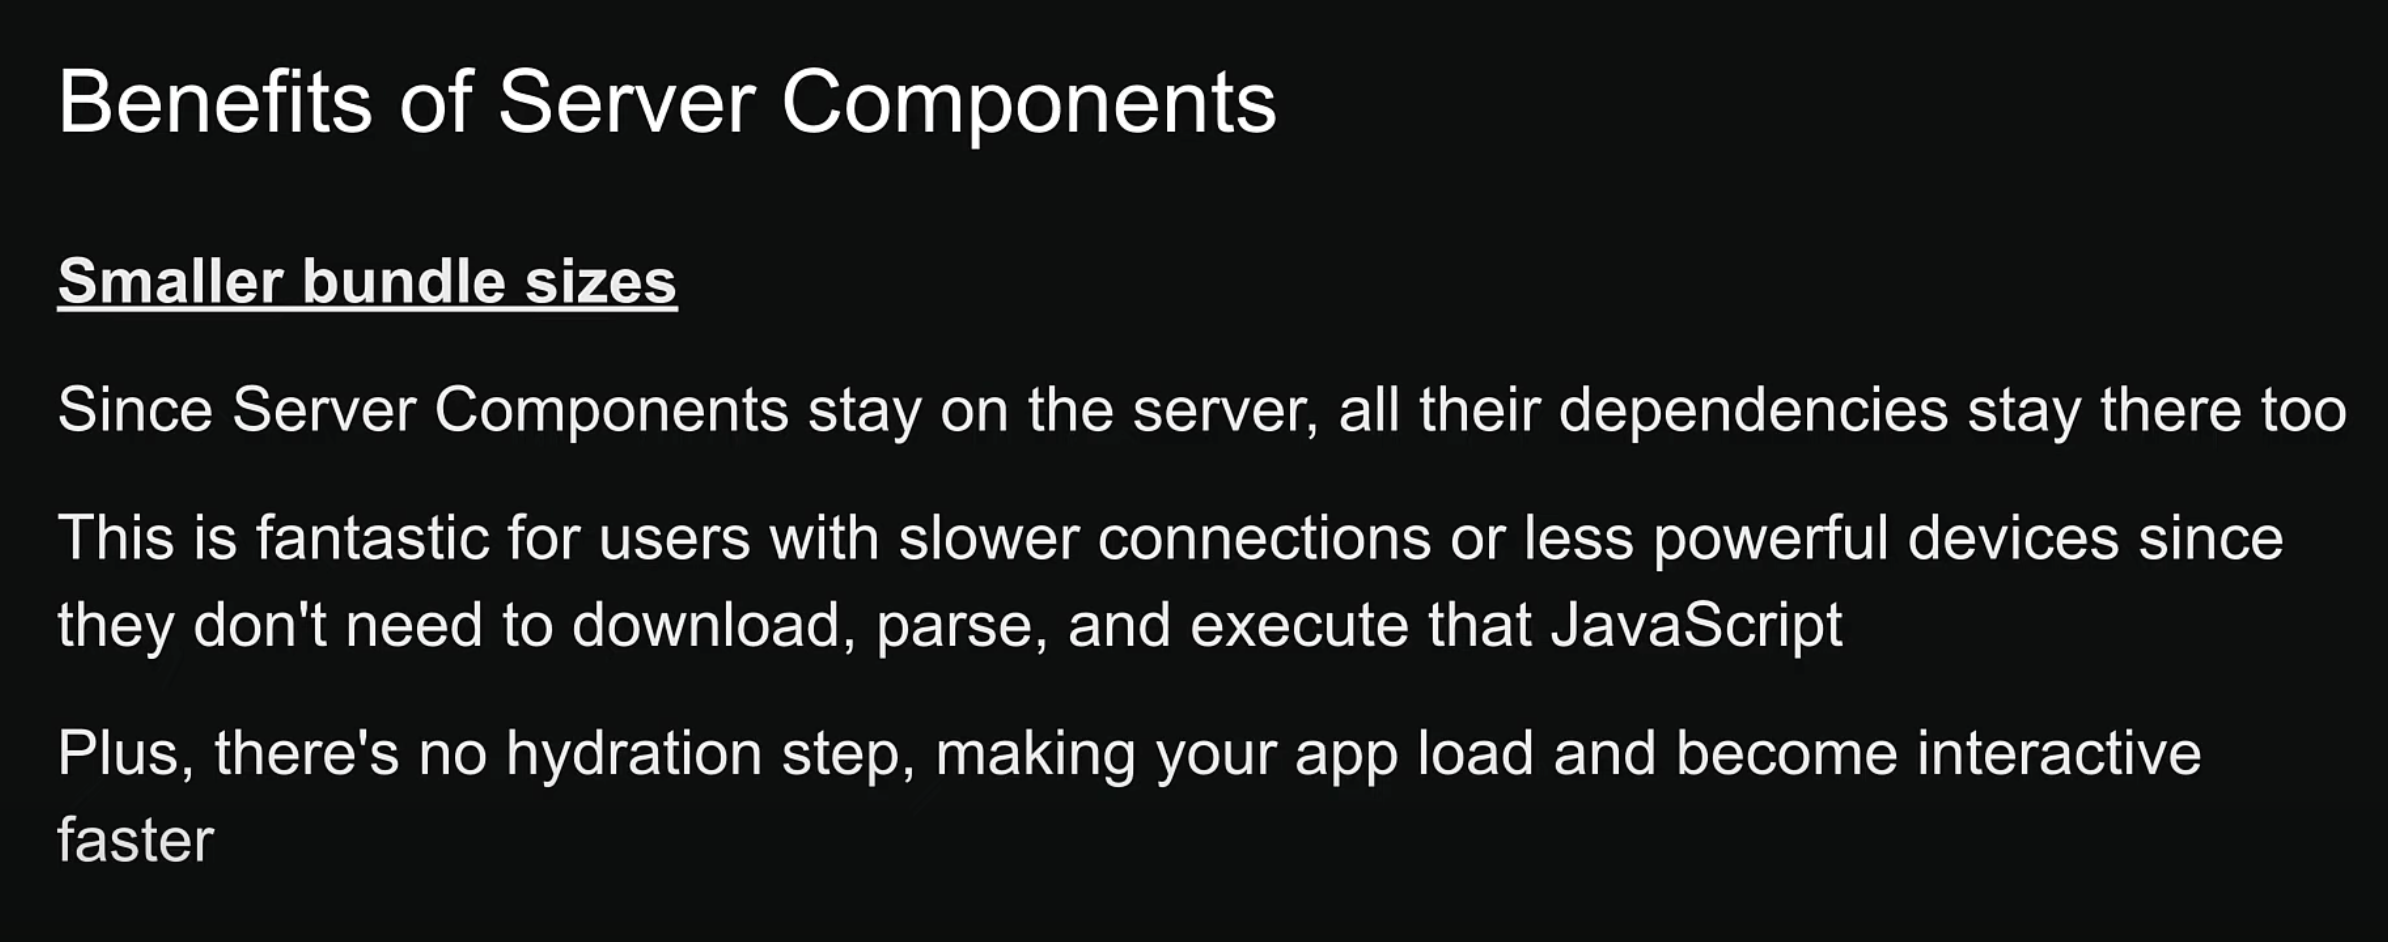 Benefits of Server Components
Smaller bundle sizes
Since Server Components stay on the server, all their dependencies stay there too
This is fantastic for users with slower connections or less powerful devices since
they don't need to download, parse, and execute that JavaScript
Plus, there's no hydration step, making your app load and become interactive
faster